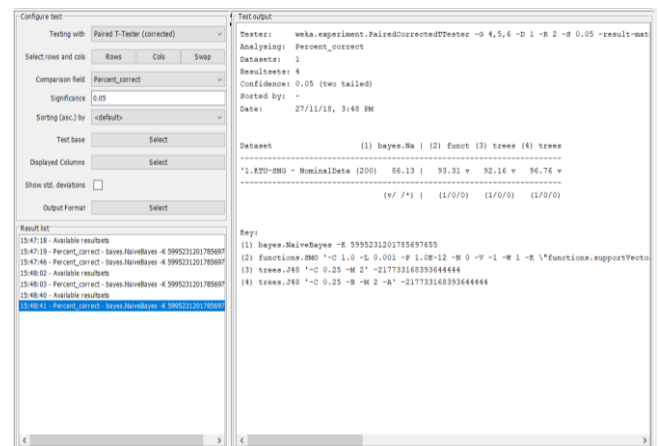 Configure test
Testing with Paired T-Tester (corrected)
Select rows and cols Rows Cols Swap
Comparison field Percent_correct
Significance 0.05
Sorting (asc.) by <default>
Test base Select
Displayed Columns Select
Show std. deviations
Output Format Select
Result list
15:47:18 - Available resultsets
15:47:19 - Percent_correct - bayes.NaiveBayes -K 5995231201785697
15:47:46 - Percent_correct - bayes.NaiveBayes -K 5995231201785697
15:48:02 - Available resultsets
15:48:03 - Percent_correct - bayes.NaiveBayes -K 5995231201785697
15:48:40 - Available resultsets
15:48:41 - Percent_correct - bayes.NaiveBayes -K 5995231201785697
Test output
Tester: weka.experiment.PairedCorrectedTTester -G 4,5,6 -D 1 -R 2 -S 0.05 -result-mat
Analysing: Percent_correct
Datasets: 1
Resultsets: 4
Confidence: 0.05 (two tailed)
Sorted by: -
Date: 27/11/18, 3:48 PM
Dataset (1) bayes.Na | (2) funct (3) trees (4) trees
'1.KTU-SNG - NominalData (200) 86.13 | 93.31 v 92.16 v 96.76 v
(v/ /*) | (1/0/0) (1/0/0) (1/0/0)
Key:
(1) bayes.NaiveBayes -K 5995231201785697655
(2) functions.SMO '-C 1.0 -L 0.001 -P 1.0E-12 -N 0 -V -1 -W 1 -K \"functions.supportVecto
(3) trees.J48 '-C 0.25 -M 2' -217733168393644444
(4) trees.J48 '-C 0.25 -B -M 2 -A' -217733168393644444